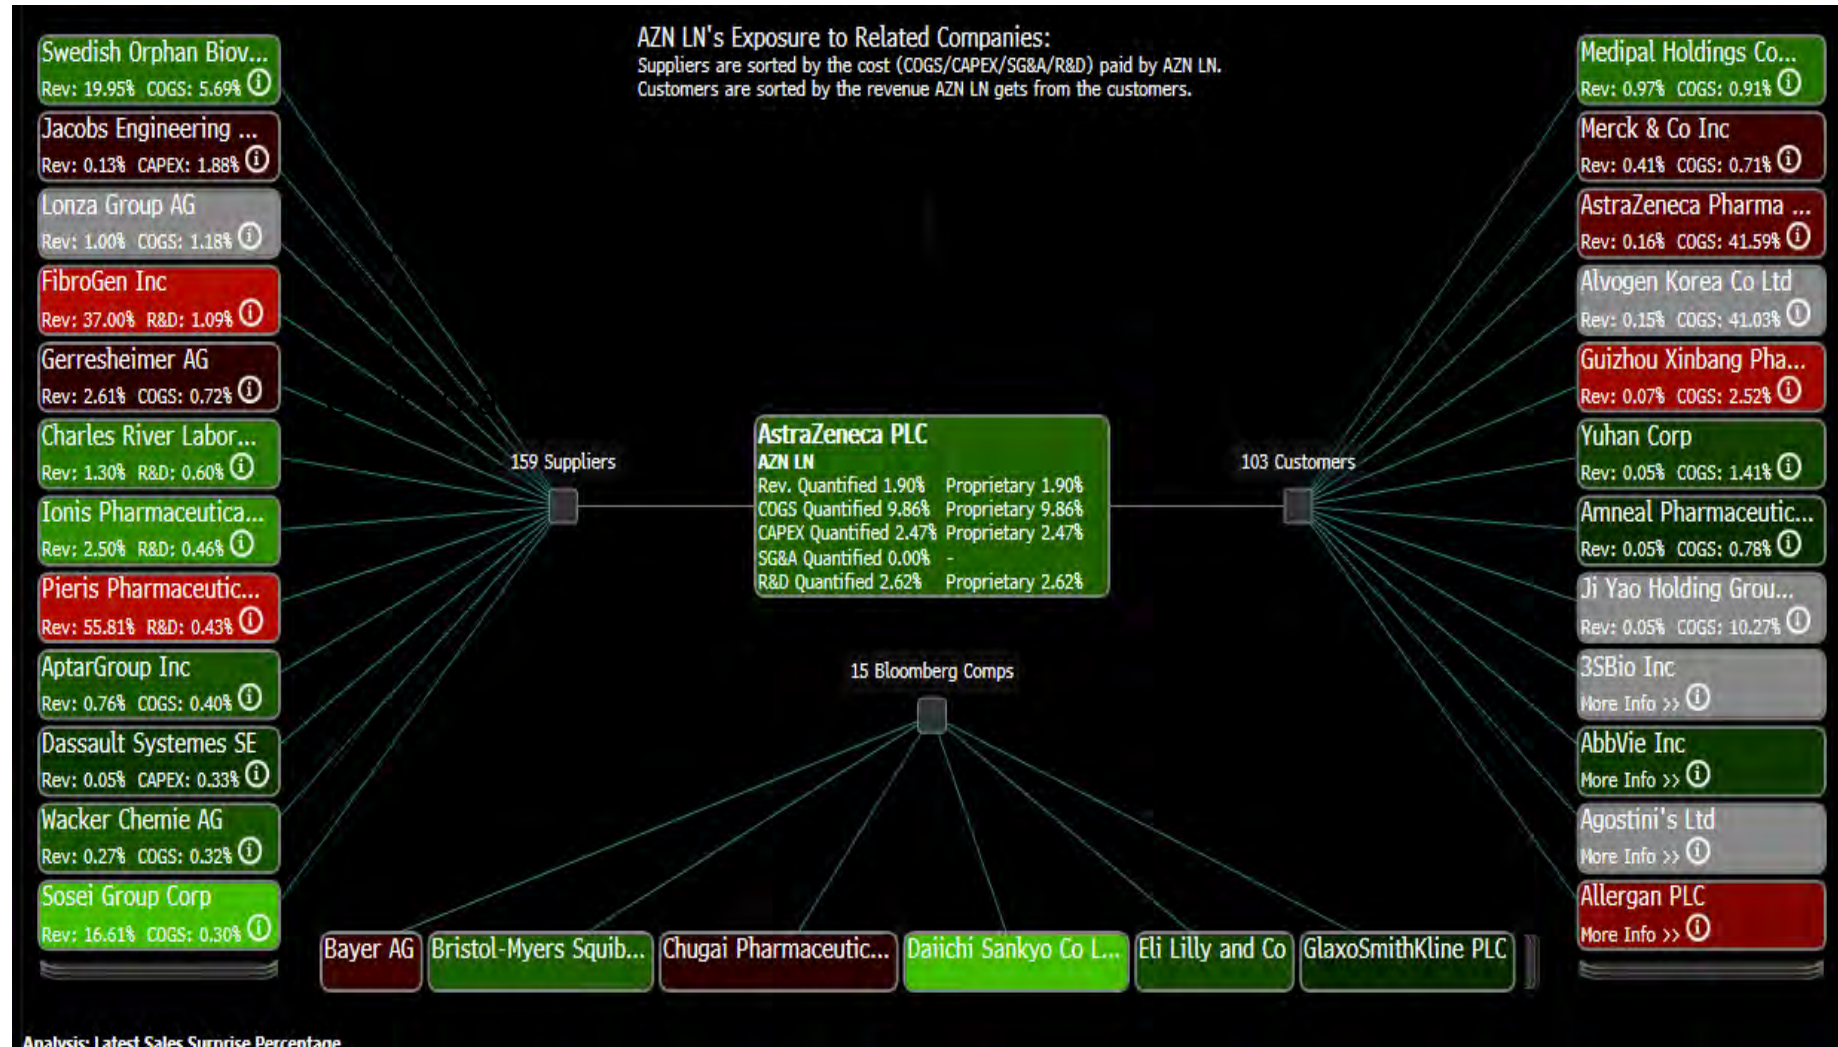 AZN LN's Exposure to Related Companies:
Suppliers are sorted by the cost (COGS/CAPEX/SG&A/R&D) paid by AZN LN.
Customers are sorted by the revenue AZN LN gets from the customers.
Swedish Orphan Biov...
Rev: 19.95% COGS: 5.69%
Jacobs Engineering ...
Rev: 0.13% CAPEX: 1.88%
Lonza Group AG
Rev: 1.00% COGS: 1.18%
FibroGen Inc
Rev: 37.00% R&D: 1.09%
Gerresheimer AG
Rev: 2.61% COGS: 0.72%
Charles River Labor...
Rev: 1.30% R&D: 0.60%
Ionis Pharmaceutica...
Rev: 2.50% R&D: 0.46%
Pieris Pharmaceutic...
Rev: 55.81% R&D: 0.43%
AptarGroup Inc
Rev: 0.76% COGS: 0.40%
Dassault Systemes SE
Rev: 0.05% CAPEX: 0.33%
Wacker Chemie AG
Rev: 0.27% COGS: 0.32%
Sosei Group Corp
Rev: 16.61% COGS: 0.30%
159 Suppliers
AstraZeneca PLC
AZN LN
Rev. Quantified 1.90% Proprietary 1.90%
COGS Quantified 9.86% Proprietary 9.86%
CAPEX Quantified 2.47% Proprietary 2.47%
SG&A Quantified 0.00% -
R&D Quantified 2.62% Proprietary 2.62%
103 Customers
Medipal Holdings Co...
Rev: 0.97% COGS: 0.91%
Merck & Co Inc
Rev: 0.41% COGS: 0.71%
AstraZeneca Pharma ...
Rev: 0.16% COGS: 41.59%
Alvogen Korea Co Ltd
Rev: 0.15% COGS: 41.03%
Guizhou Xinbang Pha...
Rev: 0.07% COGS: 2.52%
Yuhan Corp
Rev: 0.05% COGS: 1.41%
Amneal Pharmaceutic...
Rev: 0.05% COGS: 0.78%
Ji Yao Holding Grou...
Rev: 0.05% COGS: 10.27%
3SBio Inc
More Info >>
AbbVie Inc
More Info >>
Agostini's Ltd
More Info >>
Allergan PLC
More Info >>
15 Bloomberg Comps
Bayer AG
Bristol-Myers Squib...
Chugai Pharmaceutic...
Daiichi Sankyo Co L...
Eli Lilly and Co
GlaxoSmithKline PLC
Analysis: Latest Sales Surprise Percentage